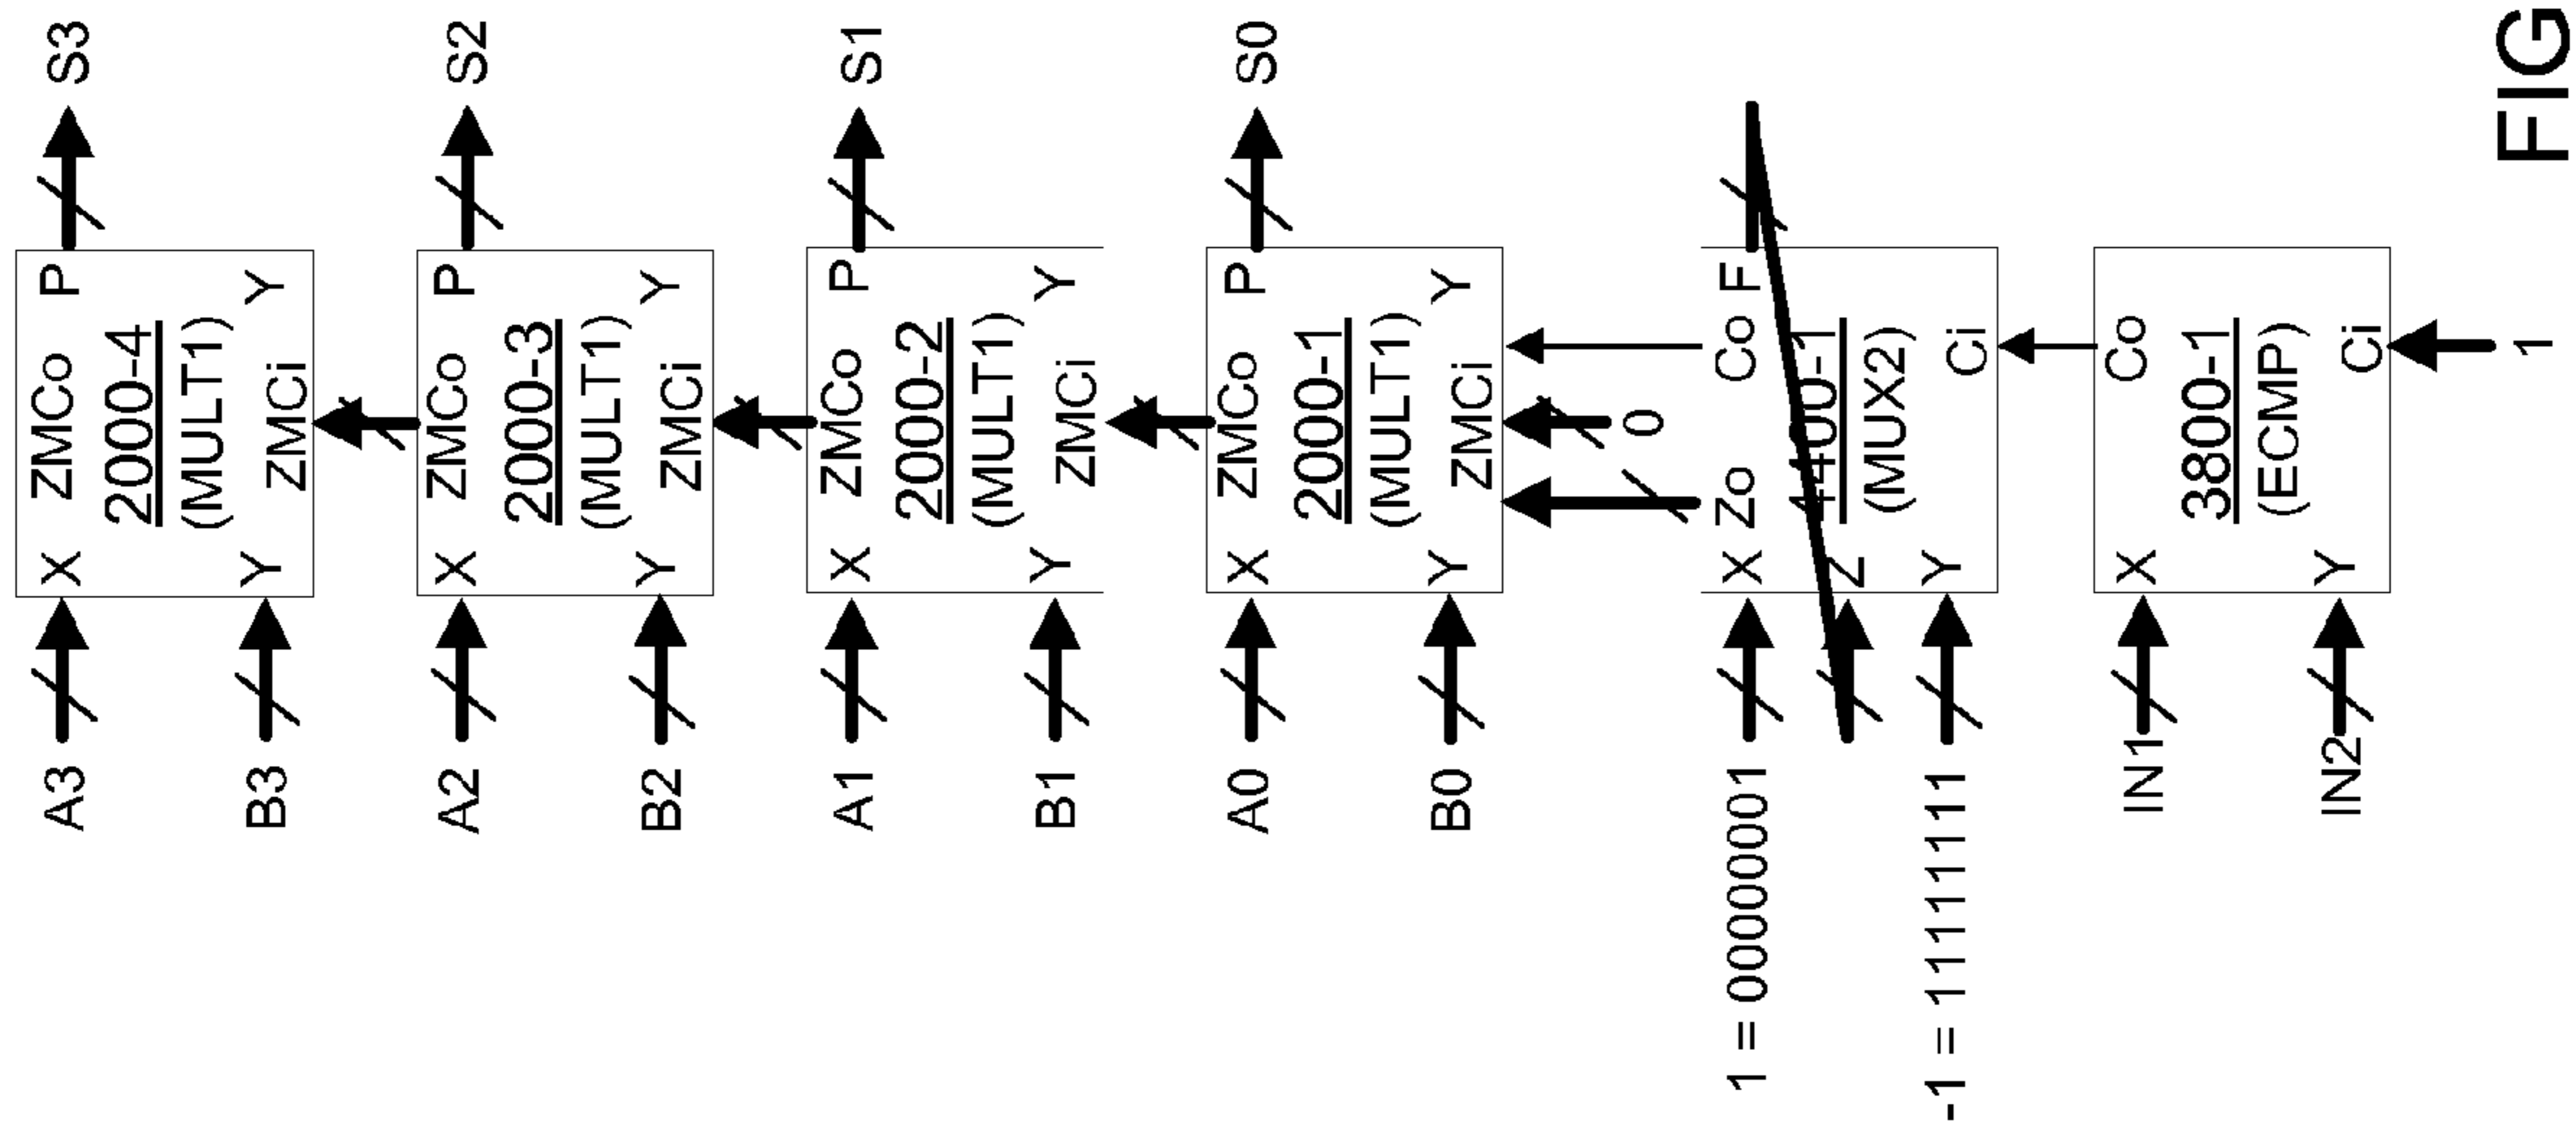 A3 X ZMCo P S3
2000-4
(MULT1)
B3 Y Y
ZMCi
A2 X ZMCo P S2
2000-3
(MULT1)
B2 Y Y
ZMCi
A1 X ZMCo P S1
2000-2
(MULT1)
B1 Y Y
ZMCi
A0 X ZMCo P S0
2000-1
(MULT1)
B0 Y Y
ZMCi
0
1 = 00000001 X Zo Co F
Z 4400-1
(MUX2)
-1 = 11111111 Y Ci
IN1 X Co
3800-1
(ECMP)
IN2 Y Ci
1
FIG